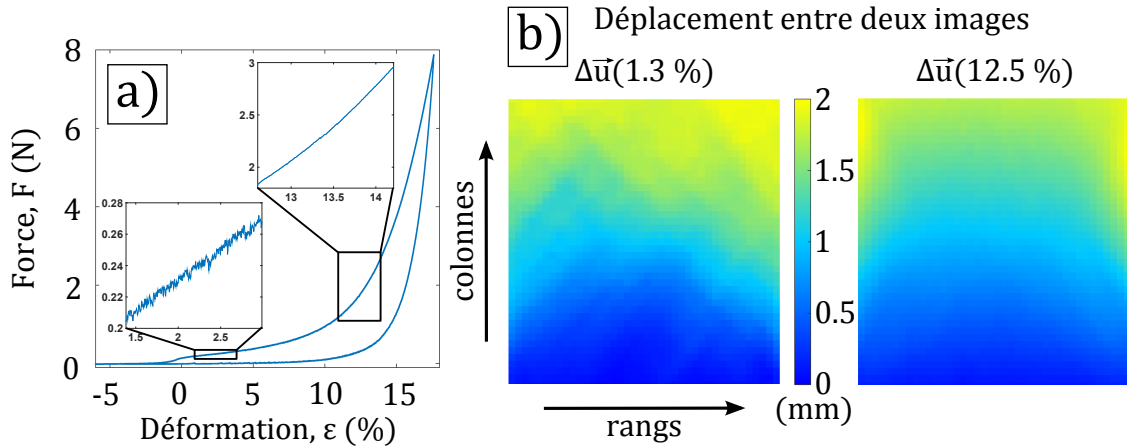 a)
Force, F (N)
8
6
4
2
0
-5 0 5 10 15
Déformation, ε (%)
3
2.5
2
13 13.5 14
0.28
0.26
0.24
0.22
0.2
1.5 2 2.5
b)
Déplacement entre deux images
Δu⃗(1.3 %) Δu⃗(12.5 %)
colonnes
rangs
2
1.5
1
0.5
0
(mm)